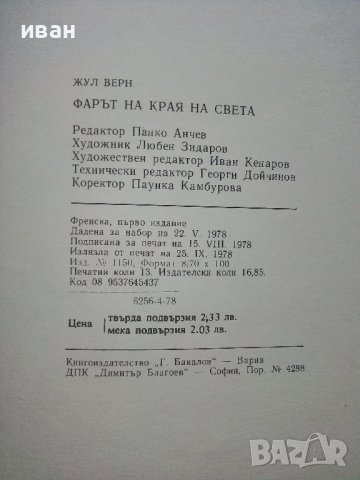 иван
ЖУЛ ВЕРН
ФАРЪТ НА КРАЯ НА СВЕТА
Редактор Панко Анчев
Художник Любен Зидаров
Художествен редактор Иван Кенаров
Технически редактор Георги Дойчинов
Коректор Паунка Камбурова
Френска, първо издание
Дадена за набор на 22. V. 1978
Подписана за печат на 15. VIII. 1978
Излязла от печат на 25. IX. 1978
Изд. № 1150, Формат 8/70 х 100
Печатни коли 13. Издателски коли 16,85.
Код 08 9537645437
6256-4-78
Цена твърда подвързия 2,33 лв.
мека подвързия 2.03 лв.
Книгоиздателство „Г. Бакалов" — Варна
ДПК „Димитър Благоев" — София, Пор. № 4288
BAZAR